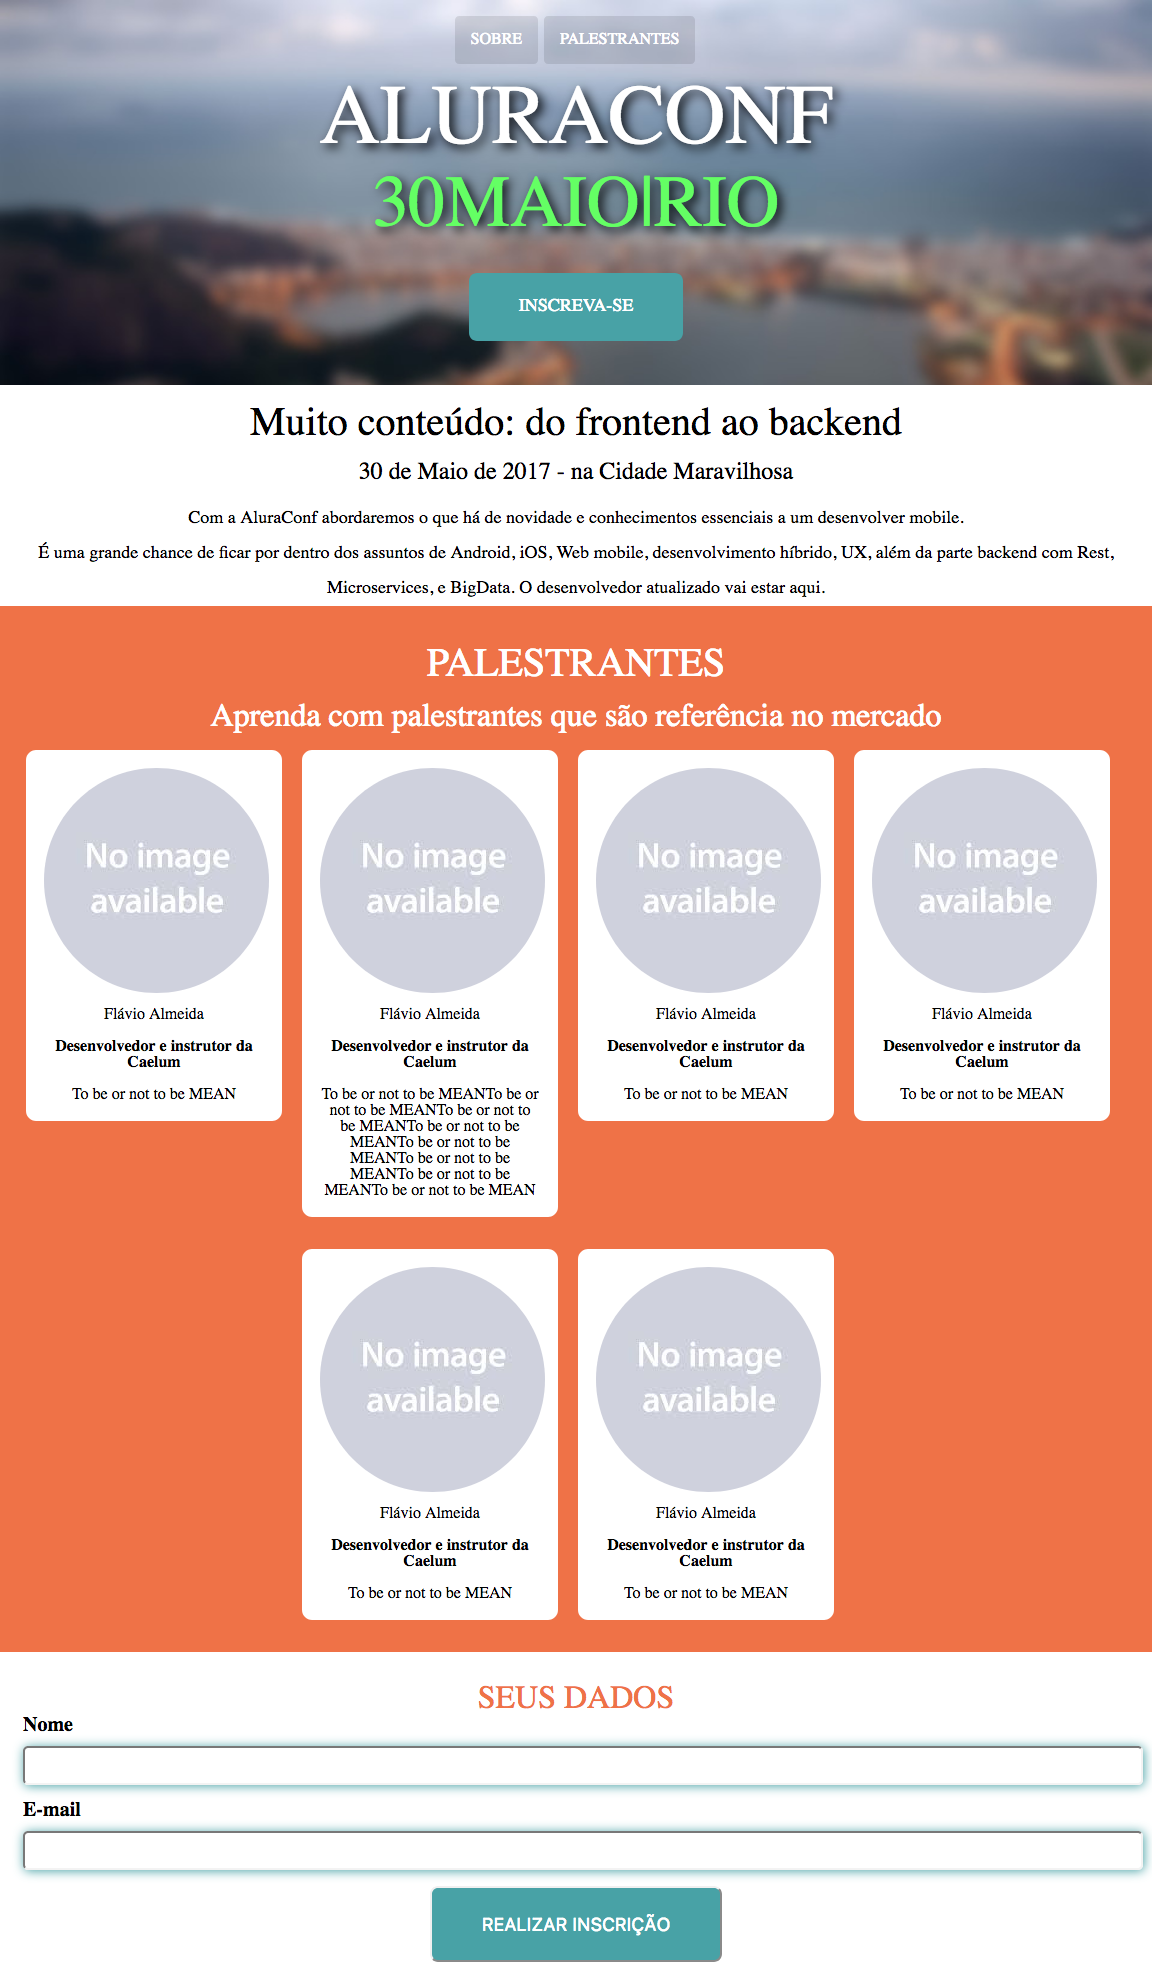 SOBRE PALESTRANTES
ALURACONF
30MAIO|RIO
INSCREVA-SE
Muito conteúdo: do frontend ao backend
30 de Maio de 2017 - na Cidade Maravilhosa
Com a AluraConf abordaremos o que há de novidade e conhecimentos essenciais a um desenvolver mobile.
É uma grande chance de ficar por dentro dos assuntos de Android, iOS, Web mobile, desenvolvimento híbrido, UX, além da parte backend com Rest,
Microservices, e BigData. O desenvolvedor atualizado vai estar aqui.
PALESTRANTES
Aprenda com palestrantes que são referência no mercado
No image
available
Flávio Almeida
Desenvolvedor e instrutor da
Caelum
To be or not to be MEAN
No image
available
Flávio Almeida
Desenvolvedor e instrutor da
Caelum
To be or not to be MEANTo be or
not to be MEANTo be or not to
be MEANTo be or not to be
MEANTo be or not to be
MEANTo be or not to be
MEANTo be or not to be
MEANTo be or not to be MEAN
No image
available
Flávio Almeida
Desenvolvedor e instrutor da
Caelum
To be or not to be MEAN
No image
available
Flávio Almeida
Desenvolvedor e instrutor da
Caelum
To be or not to be MEAN
No image
available
Flávio Almeida
Desenvolvedor e instrutor da
Caelum
To be or not to be MEAN
No image
available
Flávio Almeida
Desenvolvedor e instrutor da
Caelum
To be or not to be MEAN
SEUS DADOS
Nome
E-mail
REALIZAR INSCRIÇÃO